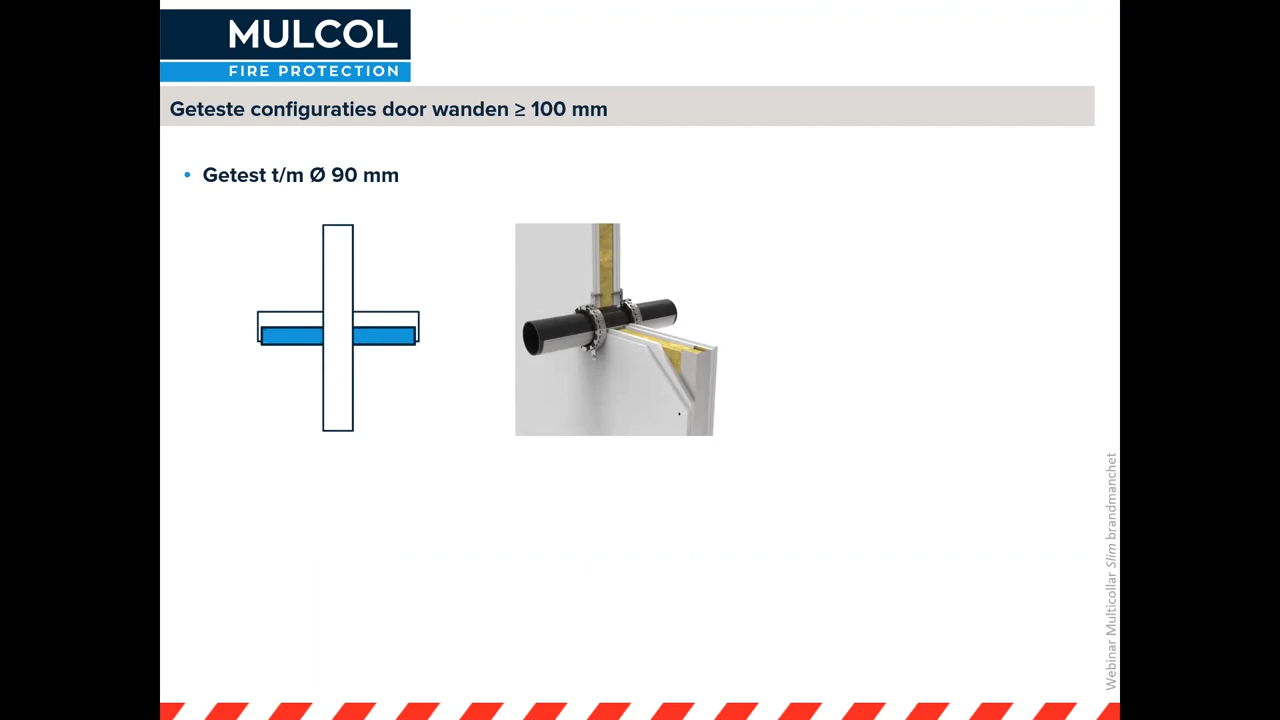 MULCOL
FIRE PROTECTION
Geteste configuraties door wanden ≥ 100 mm
• Getest t/m Ø 90 mm
Webinar Multicollar Slim brandmanchet